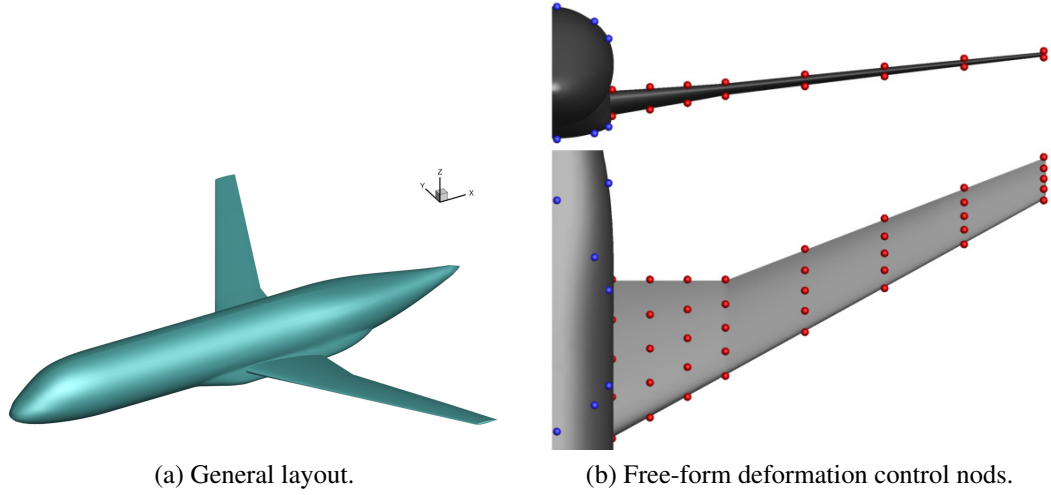 Z
Y
X
(a) General layout.
(b) Free-form deformation control nods.